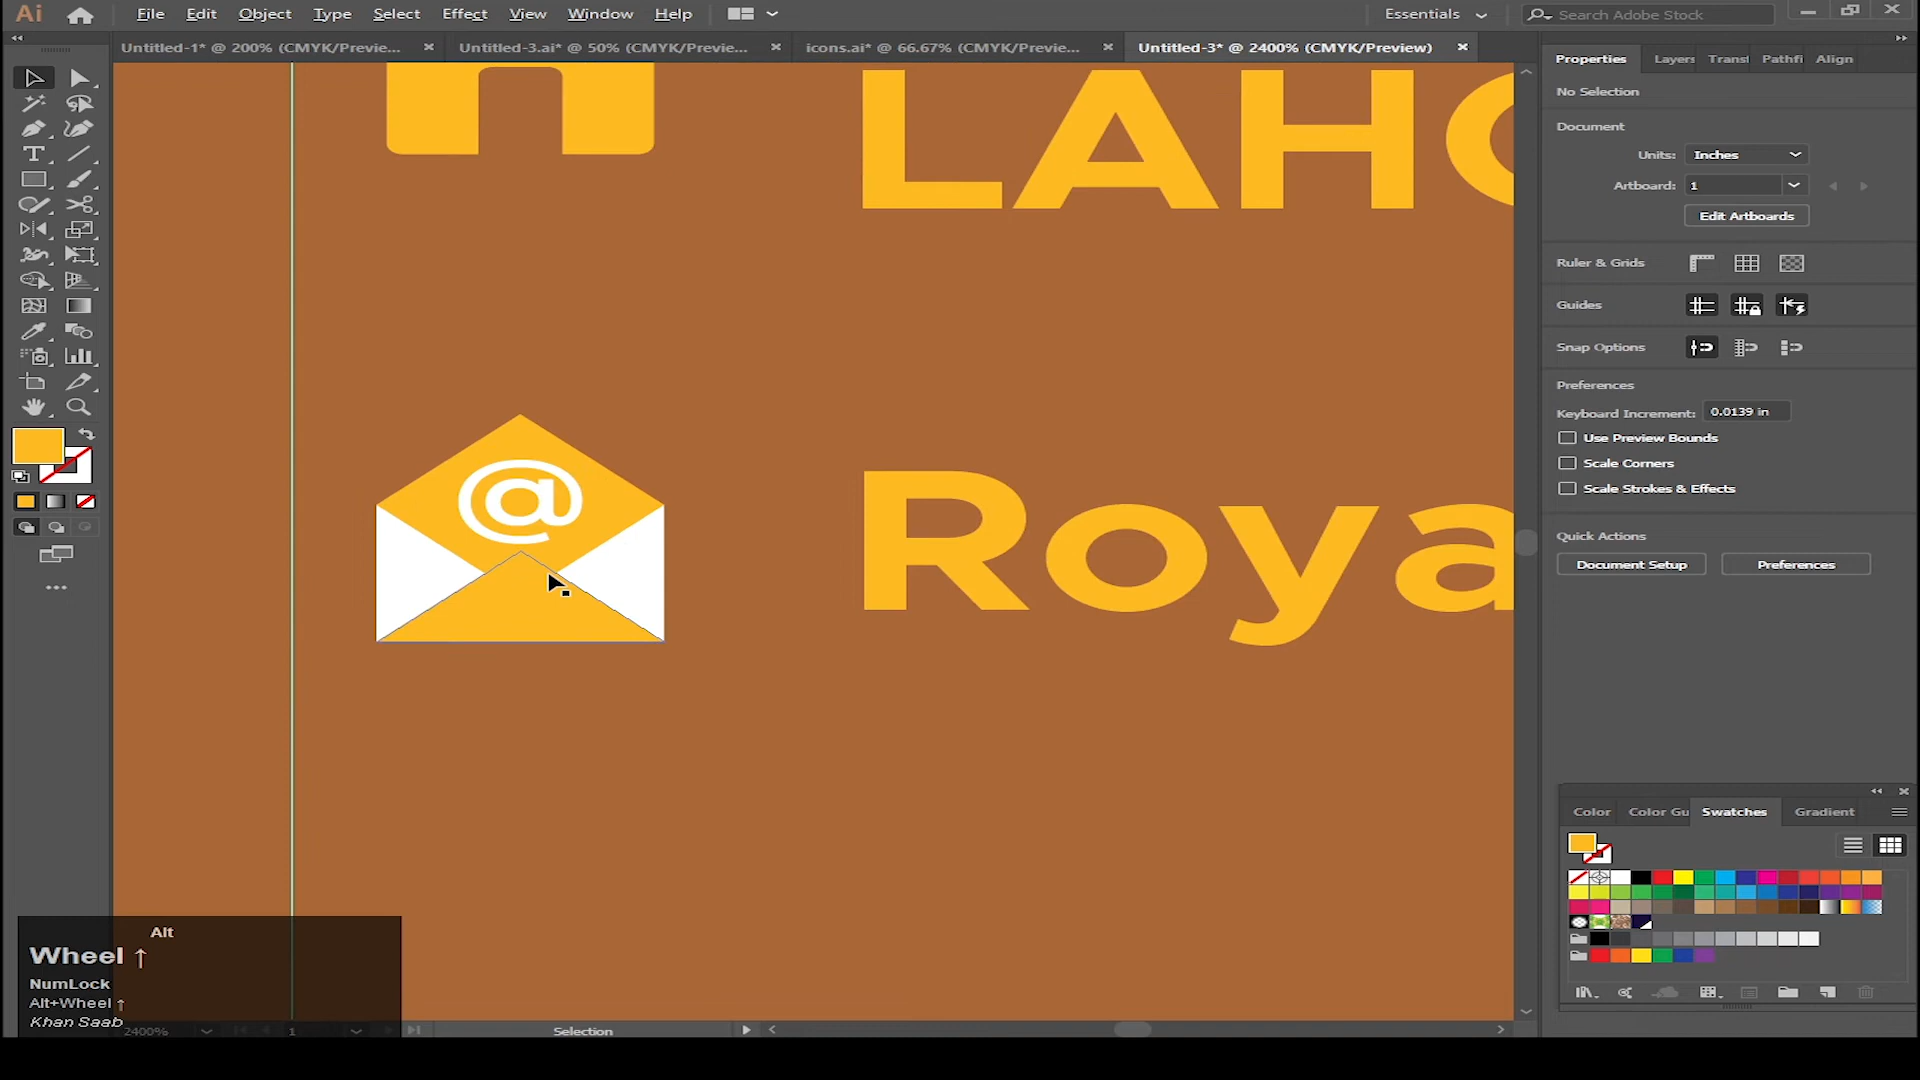 Ai File Edit Object Type Select Effect View Window Help Essentials Search Adobe Stock
Untitled-1* @ 200% (CMYK/Previe... Untitled-3.ai* @ 50% (CMYK/Previe... icons.ai* @ 66.67% (CMYK/Previe... Untitled-3* @ 2400% (CMYK/Preview)
Properties Layers Transf Pathfi Align
No Selection
Document
Units: Inches
Artboard: 1
Edit Artboards
Ruler & Grids
Guides
Snap Options
Preferences
Keyboard Increment: 0.0139 in
Use Preview Bounds
Scale Corners
Scale Strokes & Effects
Quick Actions
Document Setup Preferences
LAHO
@
Roya
Color Color Gu Swatches Gradient
Alt
Wheel ↑
NumLock
Alt+Wheel ↑
Khan Saab
2400% 1 Selection